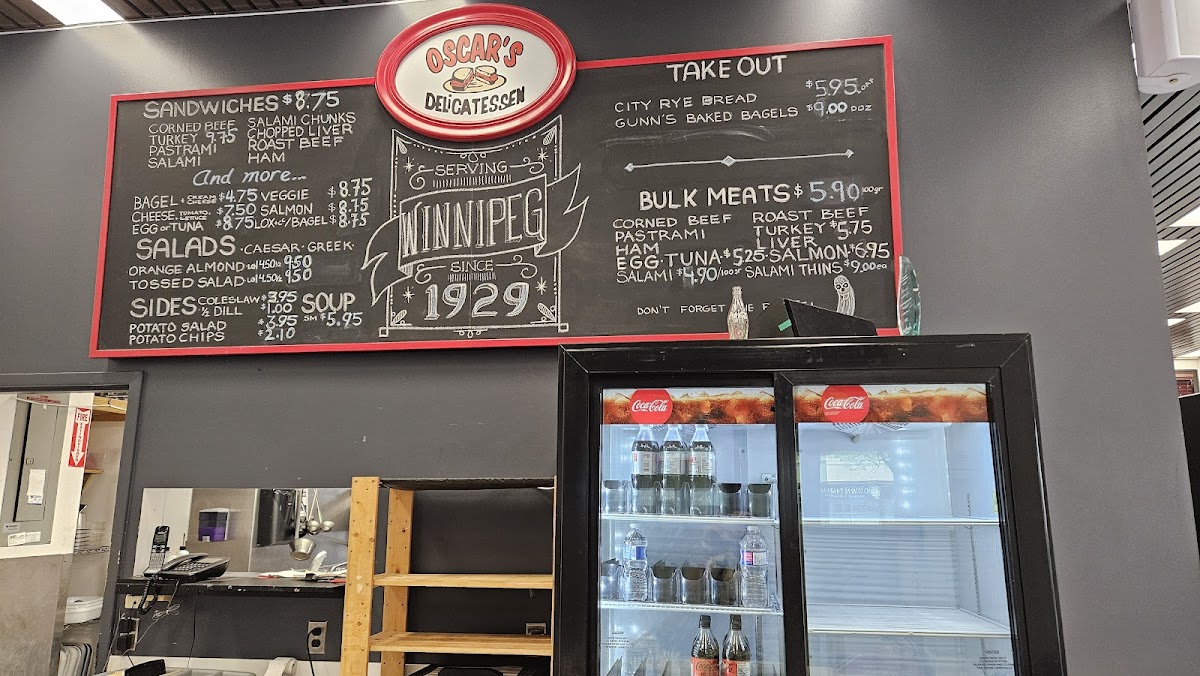 OSCAR'S
DELiCATESSEN
SANDWICHES $8.75
CORNED BEEF SALAMI CHUNKS
TURKEY 9.75 CHOPPED LIVER
PASTRAMI ROAST BEEF
SALAMI HAM
And more...
BAGEL + CREAM CHEESE $4.75 VEGGIE $8.75
CHEESE, TOMATO, LETTUCE $7.50 SALMON $8.75
EGG or TUNA $8.75 LOX + c/BAGEL $8.75
SALADS · CAESAR · GREEK ·
ORANGE ALMOND 9.50
TOSSED SALAD 9.50
SIDES COLESLAW $3.95 SOUP
½ DILL $1.00 SM $5.95
POTATO SALAD $3.95
POTATO CHIPS $2.10
SERVING
WINNIPEG
SINCE
1929
TAKE OUT
CITY RYE BREAD $5.95
GUNN'S BAKED BAGELS $9.00 DOZ
BULK MEATS $5.90 100gr
CORNED BEEF ROAST BEEF
PASTRAMI TURKEY $5.75
HAM LIVER
EGG · TUNA · $5.25 · SALMON · $6.95
SALAMI $4.90/100gr SALAMI THINS $9.00 ea
DON'T FORGET
FIRE
Coca-Cola
Coca-Cola